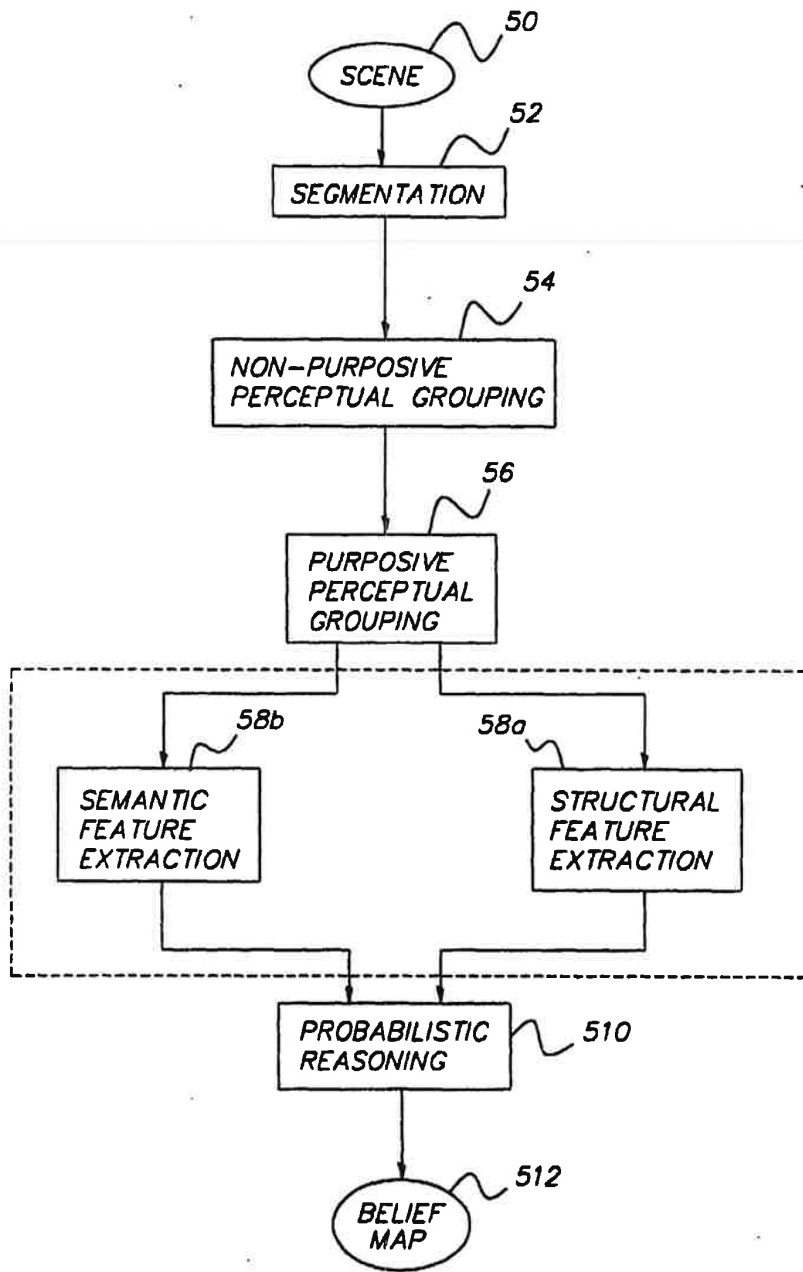 50
SCENE
52
SEGMENTATION
54
NON-PURPOSIVE
PERCEPTUAL GROUPING
56
PURPOSIVE
PERCEPTUAL
GROUPING
58b
58a
SEMANTIC
FEATURE
EXTRACTION
STRUCTURAL
FEATURE
EXTRACTION
PROBABILISTIC
REASONING
510
512
BELIEF
MAP